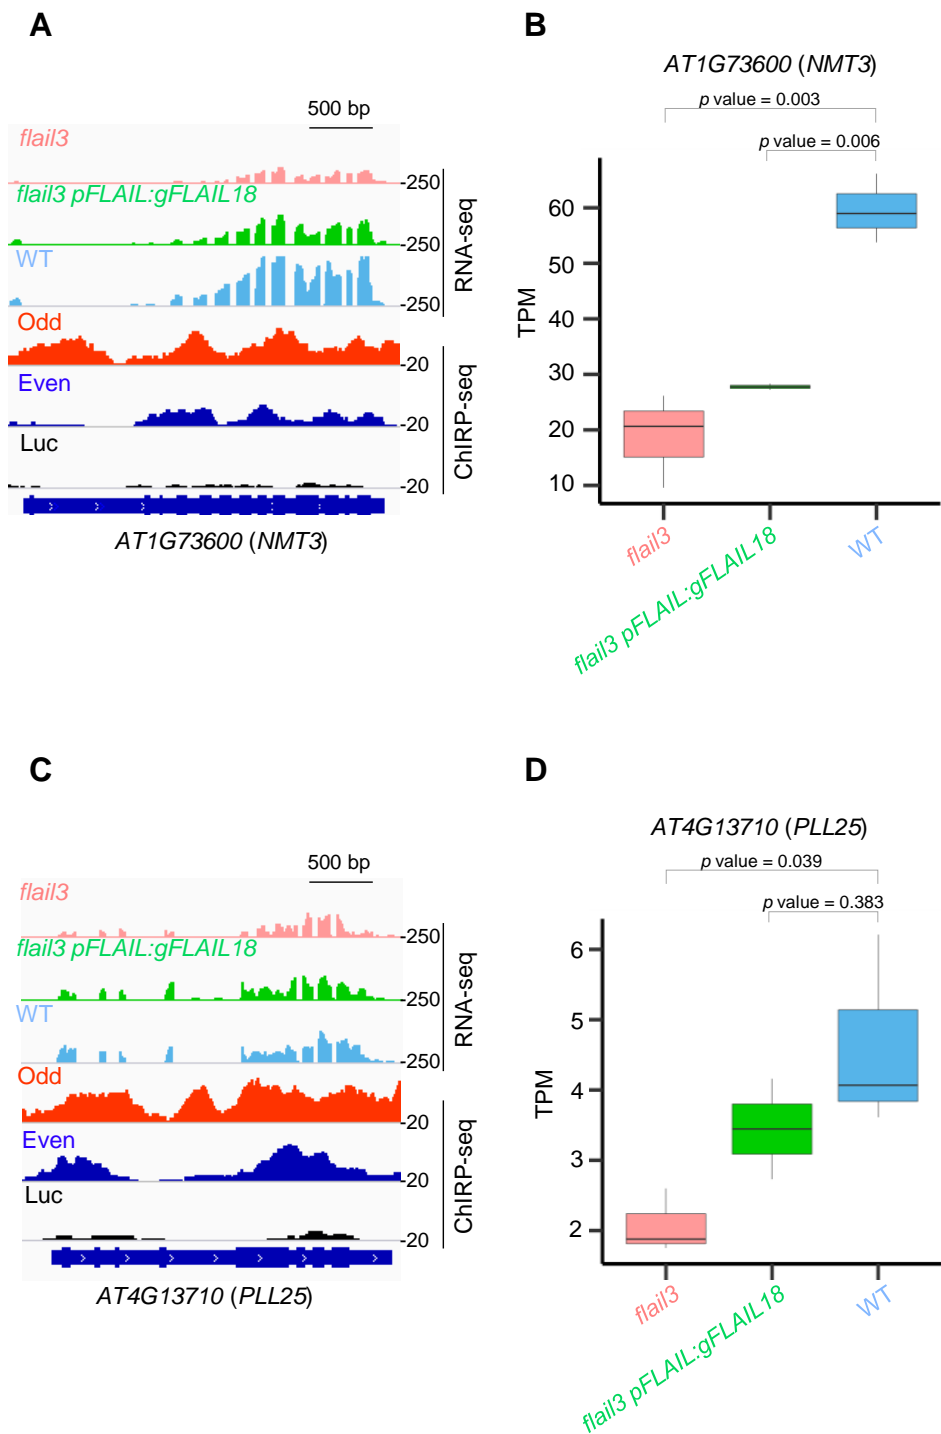 A
500 bp
flail3
-250
flail3 pFLAIL:gFLAIL18
-250
WT
-250
RNA-seq
Odd
-20
Even
-20
Luc
-20
ChIRP-seq
AT1G73600 (NMT3)
B
AT1G73600 (NMT3)
p value = 0.003
p value = 0.006
TPM
60
50
40
30
20
10
flail3
flail3 pFLAIL:gFLAIL18
WT
C
500 bp
flail3
-250
flail3 pFLAIL:gFLAIL18
-250
WT
-250
RNA-seq
Odd
-20
Even
-20
Luc
-20
ChIRP-seq
AT4G13710 (PLL25)
D
AT4G13710 (PLL25)
p value = 0.039
p value = 0.383
TPM
6
5
4
3
2
flail3
flail3 pFLAIL:gFLAIL18
WT